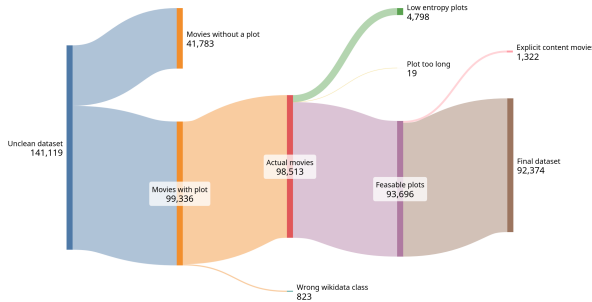 Low entropy plots
4,798
Movies without a plot
41,783
Explicit content movie
1,322
Plot too long
19
Unclean dataset
141,119
Actual movies
98,513
Final dataset
92,374
Movies with plot
99,336
Feasable plots
93,696
Wrong wikidata class
823